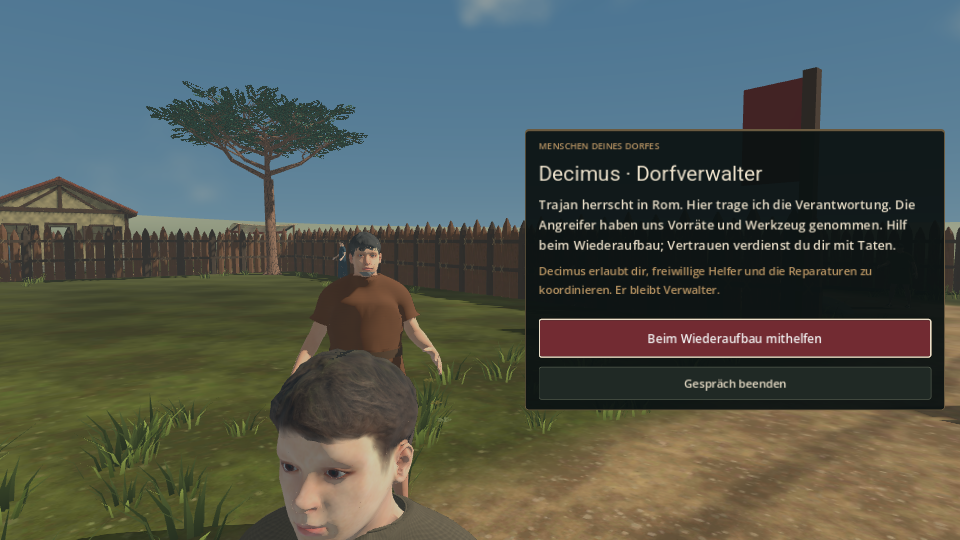 MENSCHEN DEINES DORFES
Decimus · Dorfverwalter
Trajan herrscht in Rom. Hier trage ich die Verantwortung. Die
Angreifer haben uns Vorräte und Werkzeug genommen. Hilf
beim Wiederaufbau; Vertrauen verdienst du dir mit Taten.
Decimus erlaubt dir, freiwillige Helfer und die Reparaturen zu
koordinieren. Er bleibt Verwalter.
Beim Wiederaufbau mithelfen
Gespräch beenden